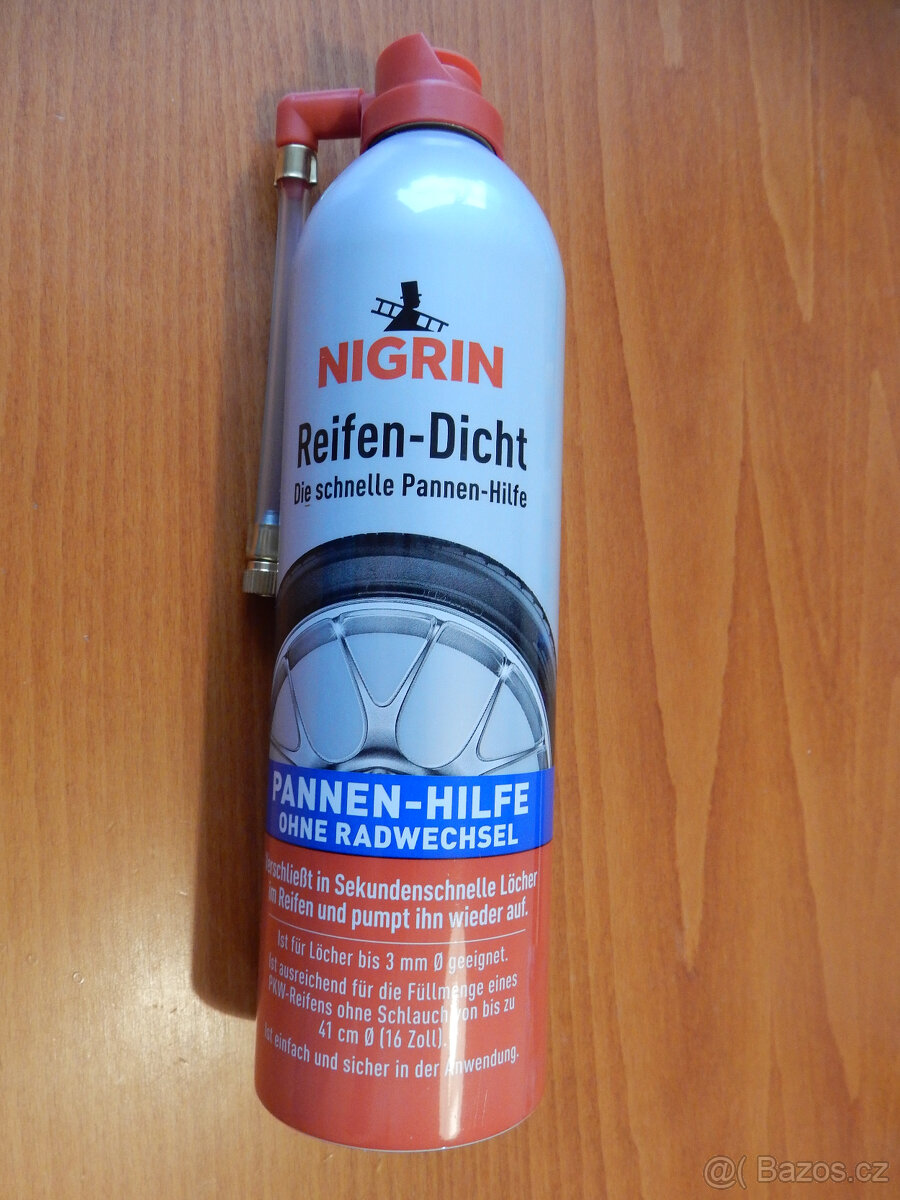 NIGRIN
Reifen-Dicht
Die schnelle Pannen-Hilfe
PANNEN-HILFE
OHNE RADWECHSEL
erschließt in Sekundenschnelle Löcher
im Reifen und pumpt ihn wieder auf.
Ist für Löcher bis 3 mm Ø geeignet.
Ist ausreichend für die Füllmenge eines
PKW-Reifens ohne Schlauch von bis zu
41 cm Ø (16 Zoll).
Ist einfach und sicher in der Anwendung.
@( Bazos.cz